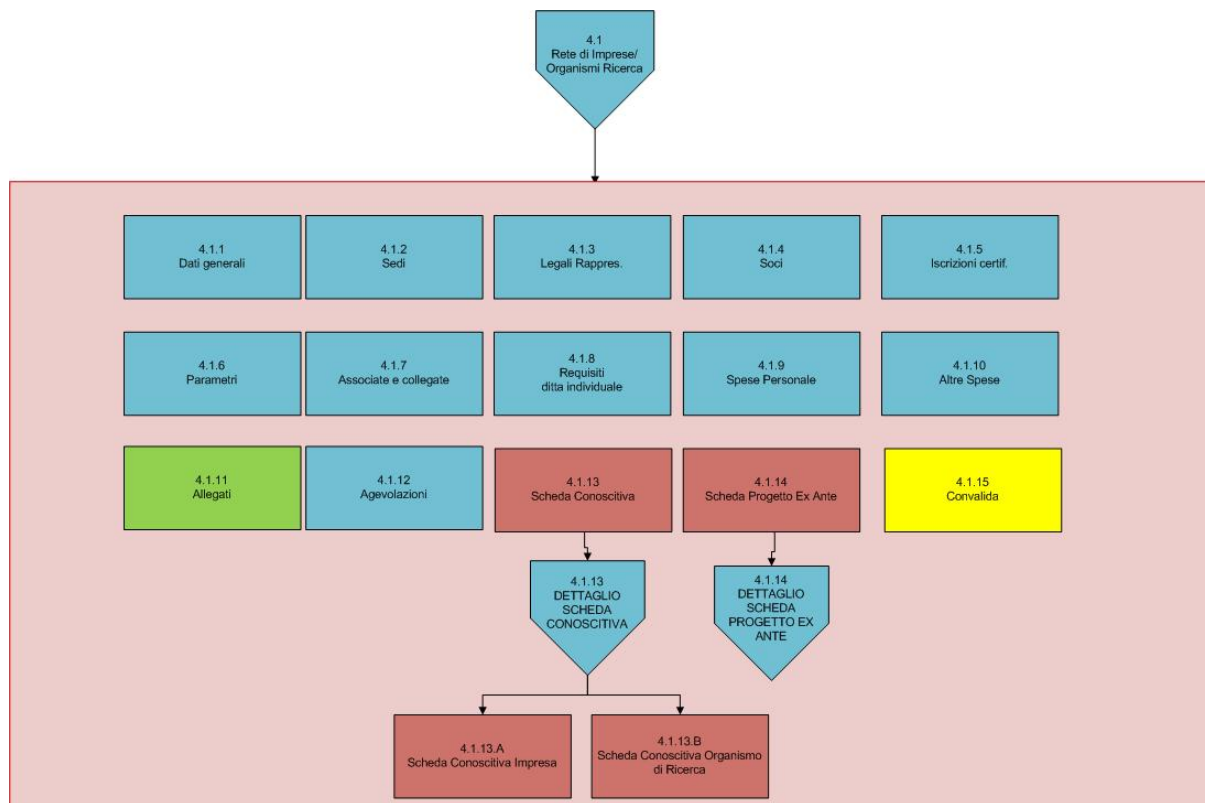 4.1
Rete di Imprese/
Organismi Ricerca
4.1.1
Dati generali
4.1.2
Sedi
4.1.3
Legali Rappres.
4.1.4
Soci
4.1.5
Iscrizioni certif.
4.1.6
Parametri
4.1.7
Associate e collegate
4.1.8
Requisiti
ditta individuale
4.1.9
Spese Personale
4.1.10
Altre Spese
4.1.11
Allegati
4.1.12
Agevolazioni
4.1.13
Scheda Conoscitiva
4.1.14
Scheda Progetto Ex Ante
4.1.15
Convalida
4.1.13
DETTAGLIO
SCHEDA
CONOSCITIVA
4.1.14
DETTAGLIO
SCHEDA
PROGETTO EX
ANTE
4.1.13.A
Scheda Conoscitiva Impresa
4.1.13.B
Scheda Conoscitiva Organismo
di Ricerca